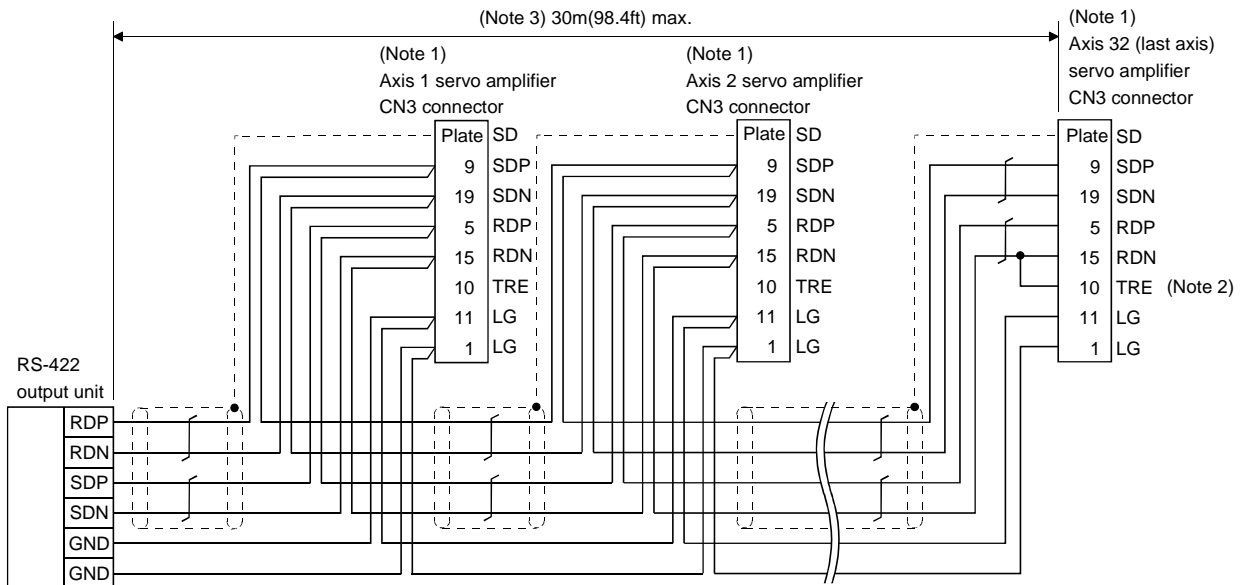 (Note 3) 30m(98.4ft) max.
(Note 1)
Axis 1 servo amplifier
CN3 connector
(Note 1)
Axis 2 servo amplifier
CN3 connector
(Note 1)
Axis 32 (last axis)
servo amplifier
CN3 connector
Plate SD
9 SDP
19 SDN
5 RDP
15 RDN
10 TRE
11 LG
1 LG
Plate SD
9 SDP
19 SDN
5 RDP
15 RDN
10 TRE
11 LG
1 LG
Plate SD
9 SDP
19 SDN
5 RDP
15 RDN
10 TRE (Note 2)
11 LG
1 LG
RS-422
output unit
RDP
RDN
SDP
SDN
GND
GND